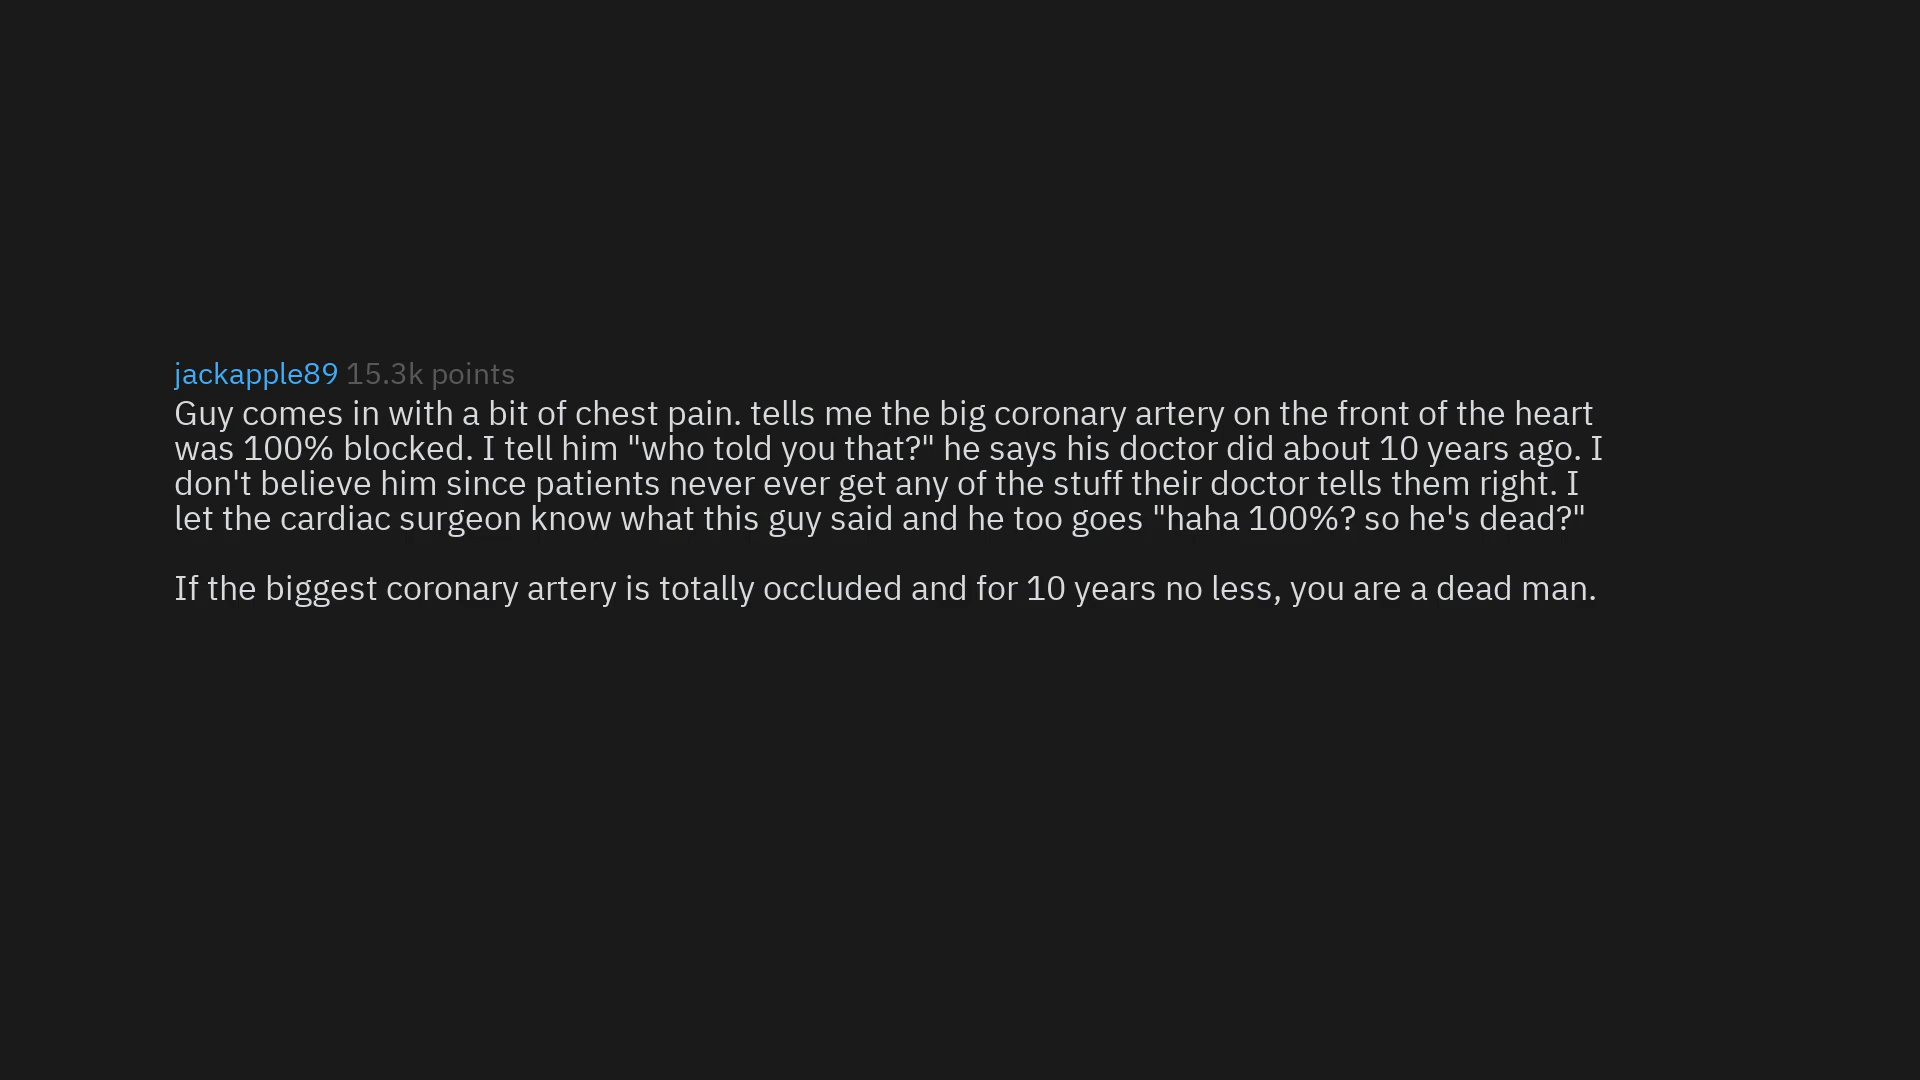 jackapple89 15.3k points
Guy comes in with a bit of chest pain. tells me the big coronary artery on the front of the heart
was 100% blocked. I tell him "who told you that?" he says his doctor did about 10 years ago. I
don't believe him since patients never ever get any of the stuff their doctor tells them right. I
let the cardiac surgeon know what this guy said and he too goes "haha 100%? so he's dead?"
If the biggest coronary artery is totally occluded and for 10 years no less, you are a dead man.